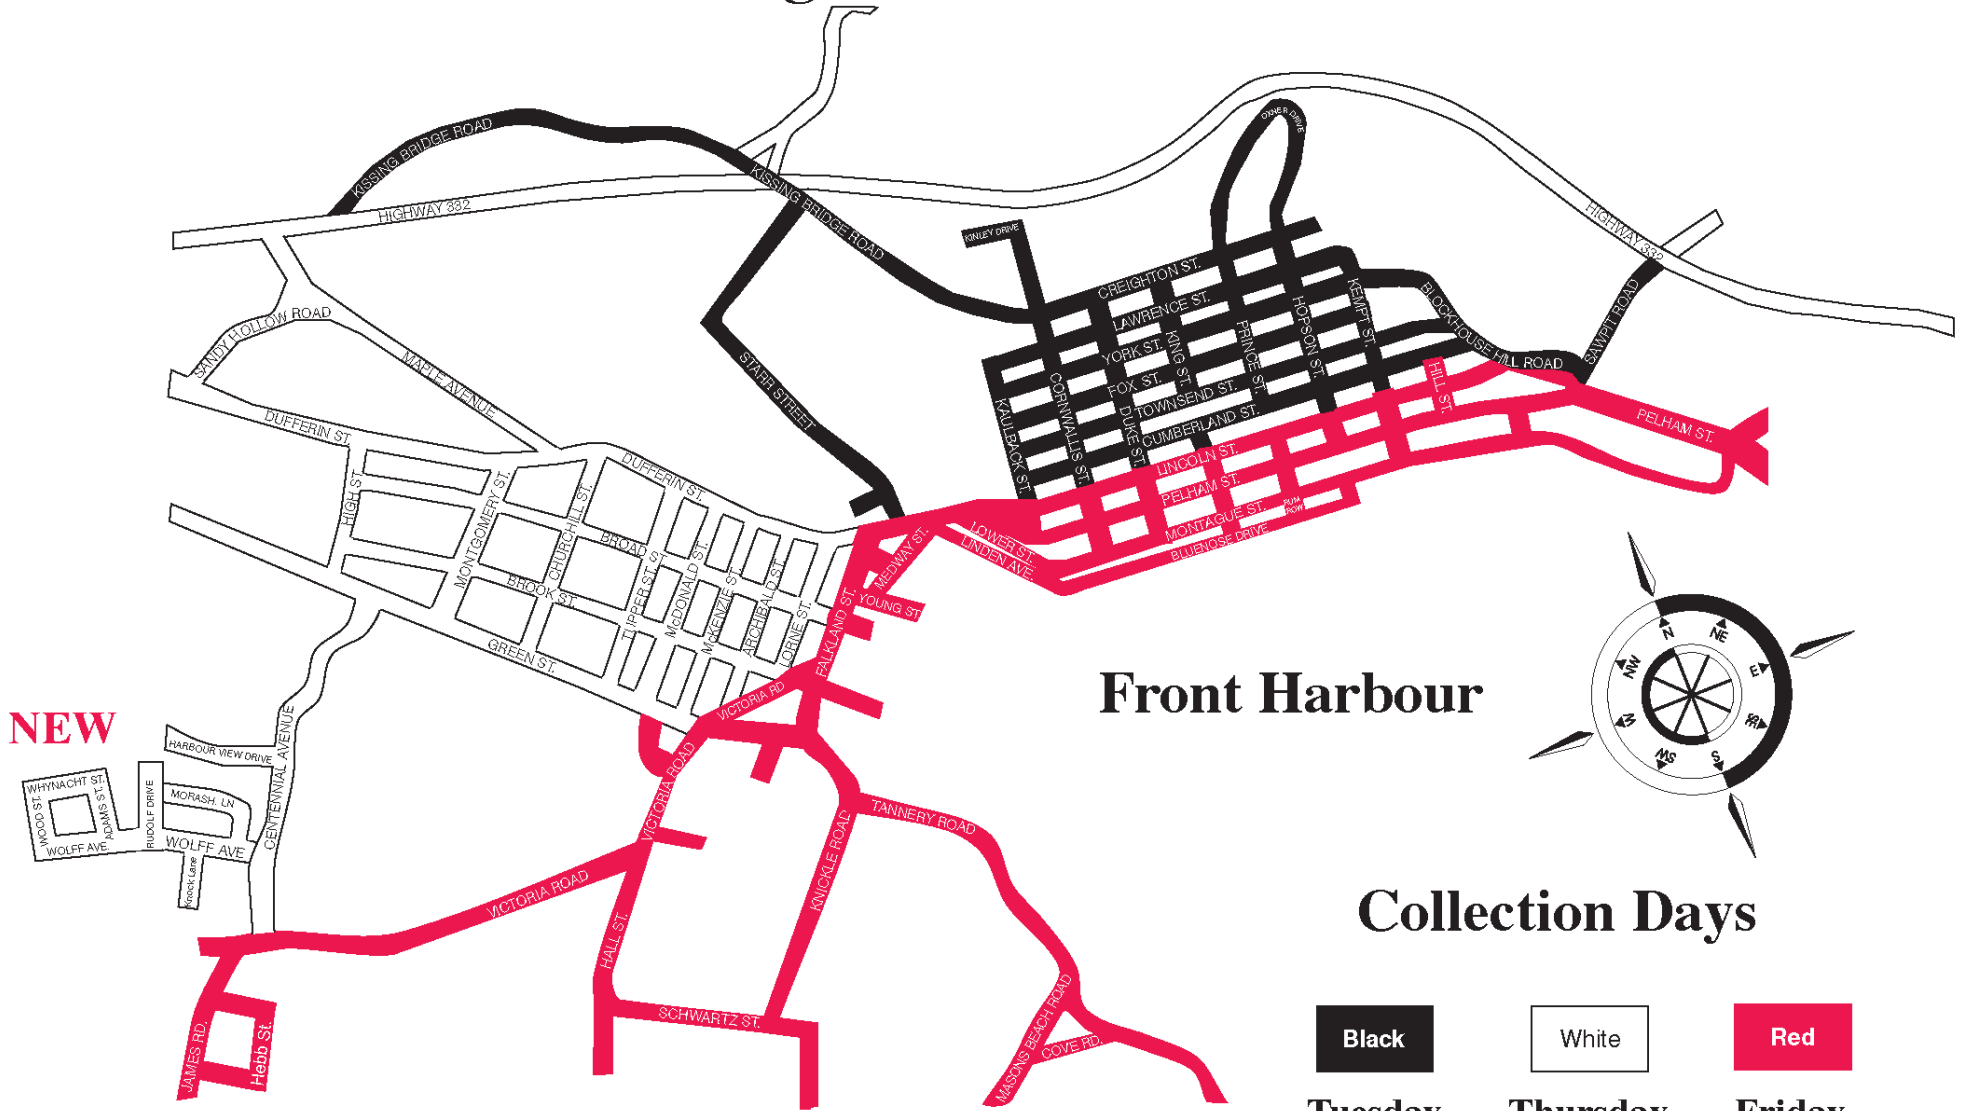 OXNER DRIVE
KISSING BRIDGE ROAD
KISSING BRIDGE ROAD
HIGHWAY 332
HIGHWAY 332
KINLEY DRIVE
CREIGHTON ST.
LAWRENCE ST.
YORK ST.
FOX ST.
TOWNSEND ST.
CUMBERLAND ST.
LINCOLN ST.
PELHAM ST.
MONTAGUE ST.
BLUENOSE DRIVE
RUM ROW
KAULBACK ST.
CORNWALLIS ST.
DUKE ST.
KING ST.
PRINCE ST.
HOPSON ST.
KEMPT ST.
BLOCKHOUSE HILL ROAD
SAWPIT ROAD
HILL ST.
PELHAM ST.
SANDY HOLLOW ROAD
MAPLE AVENUE
STARR STREET
DUFFERIN ST.
DUFFERIN ST.
HIGH ST.
MONTGOMERY ST.
CHURCHILL ST.
BROAD ST.
BROOK ST.
TUPPER ST.
McDONALD ST.
McKENZIE ST.
ARCHIBALD ST.
LORNE ST.
GREEN ST.
LOWER ST.
LINDEN AVE.
MEDWAY ST.
YOUNG ST
FALKLAND ST.
VICTORIA RD
Front Harbour
N
NE
E
SE
S
SW
W
NW
NEW
HARBOUR VIEW DRIVE
CENTENNIAL AVENUE
WHYNACHT ST.
WOOD ST.
ADAMS ST.
WOLFF AVE.
RUDOLF DRIVE
MORASH. LN
WOLFF AVE
Knock Lane
VICTORIA ROAD
VICTORIA ROAD
HALL ST.
KNICKLE ROAD
TANNERY ROAD
SCHWARTZ ST.
MASONS BEACH ROAD
COVE RD.
JAMES RD.
Hebb St.
Collection Days
Black
White
Red
Tuesday
Thursday
Friday